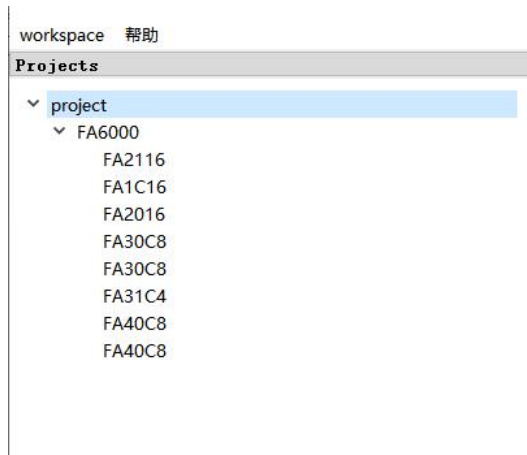 workspace 帮助
Projects
project
FA6000
FA2116
FA1C16
FA2016
FA30C8
FA30C8
FA31C4
FA40C8
FA40C8